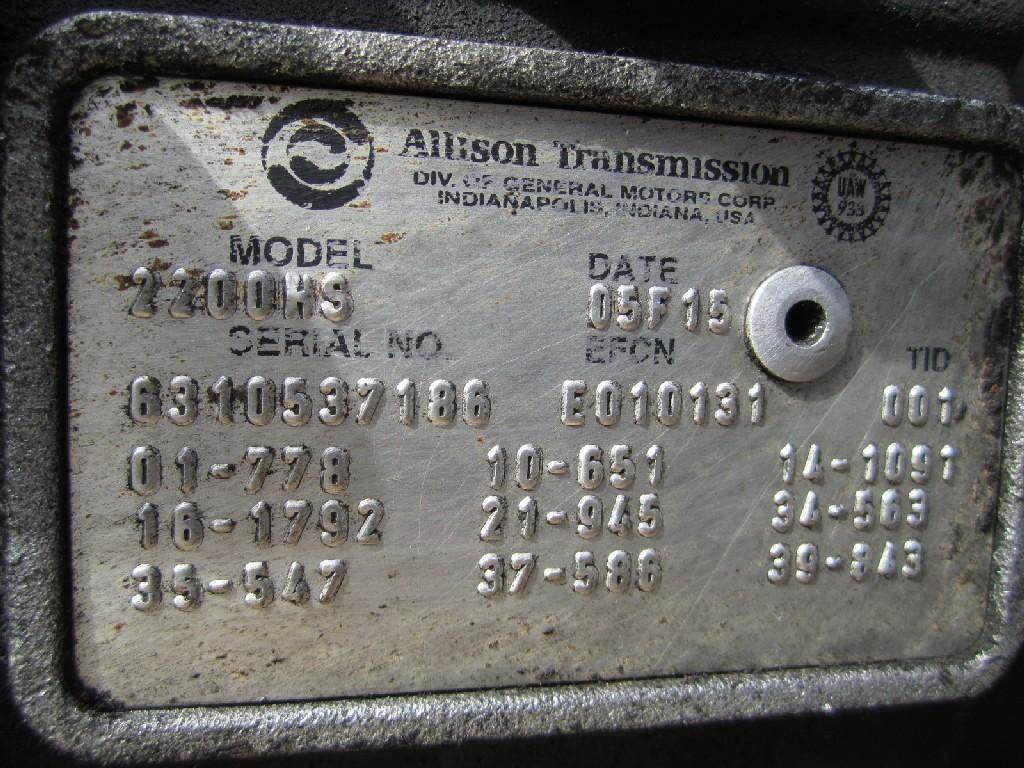 Allison Transmission
DIV. OF GENERAL MOTORS CORP
INDIANAPOLIS, INDIANA, USA
UAW
933
MODEL
2200HS
DATE
05F15
SERIAL NO.
EFCN
TID
6310537186 E010131 001
01-778 10-651 14-1091
16-1792 21-945 34-563
35-547 37-586 39-943